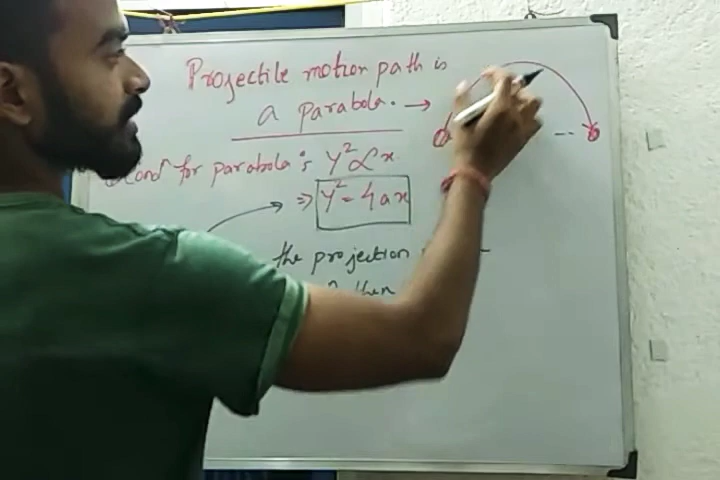 Projectile motion path is
a parabola. →
Cond for parabola's y² ∝ x
⇒ y² = 4ax
the projection
then